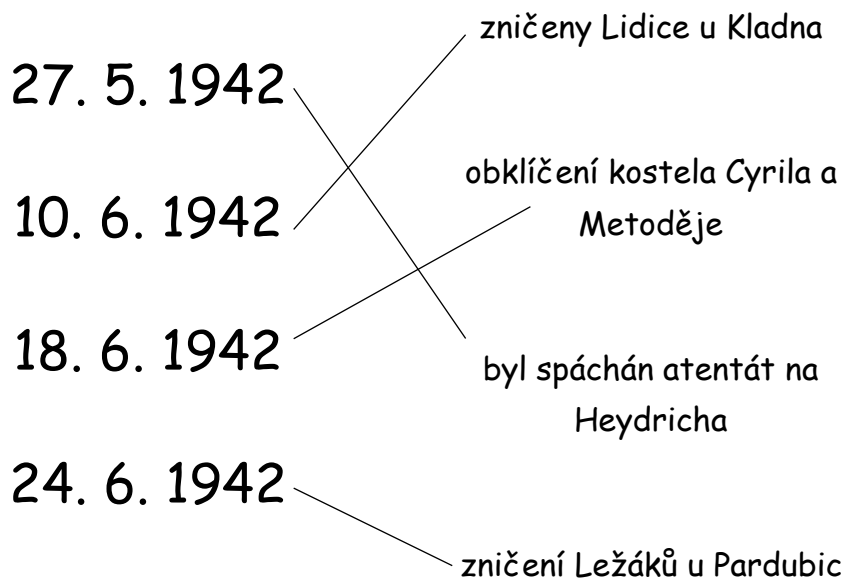 zničeny Lidice u Kladna
27. 5. 1942
obklíčení kostela Cyrila a
Metoděje
10. 6. 1942
18. 6. 1942
byl spáchán atentát na
Heydricha
24. 6. 1942
zničení Ležáků u Pardubic